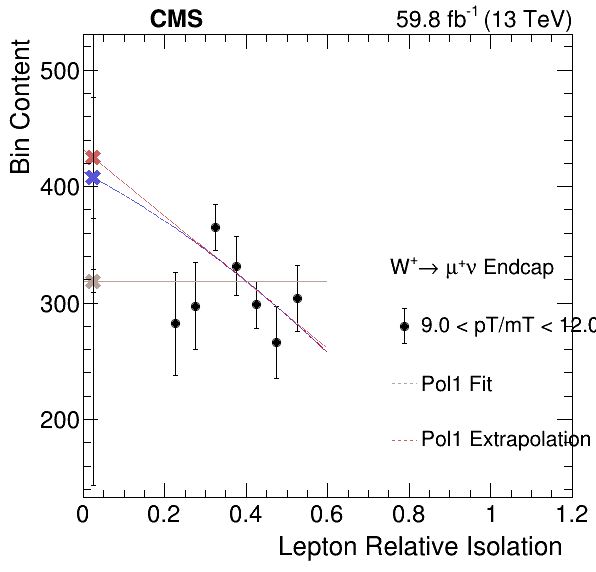 CMS
59.8 fb⁻¹ (13 TeV)
Bin Content
500
400
300
200
W⁺→ μ⁺ν Endcap
9.0 < pT/mT < 12.0
Pol1 Fit
Pol1 Extrapolation
0 0.2 0.4 0.6 0.8 1 1.2
Lepton Relative Isolation